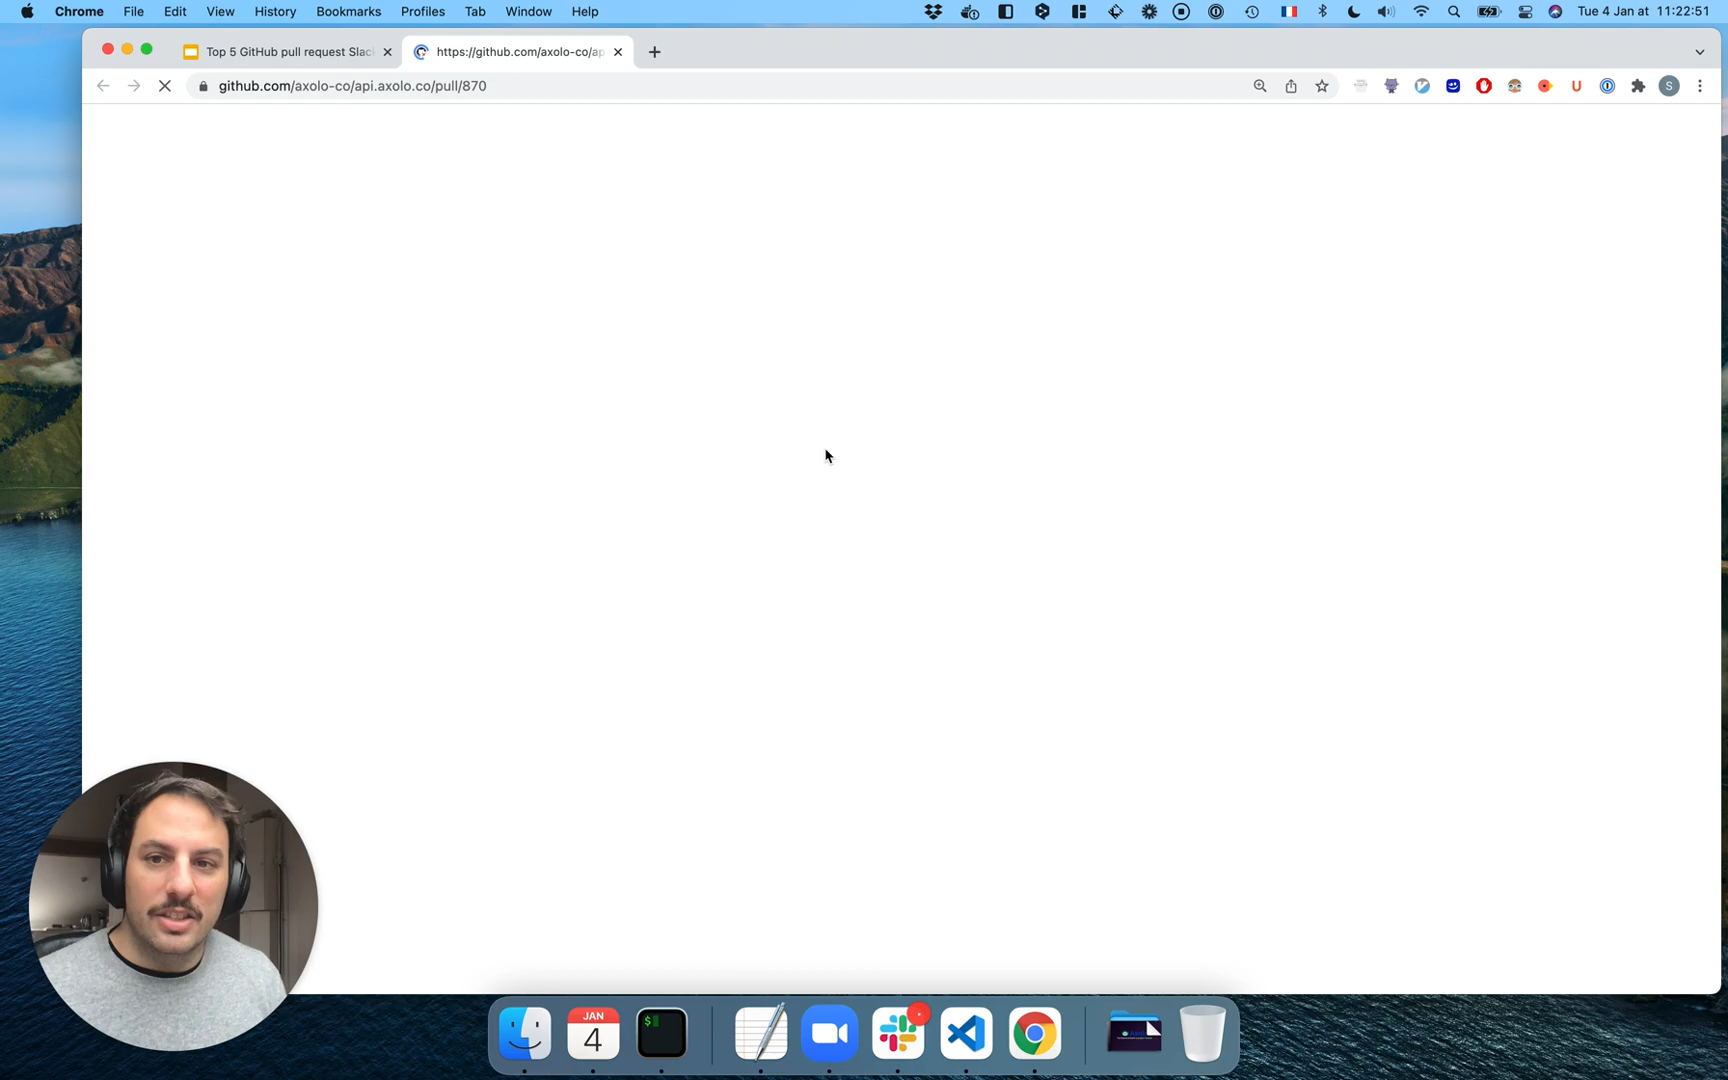 Chrome File Edit View History Bookmarks Profiles Tab Window Help Tue 4 Jan at 11:22:51
Top 5 GitHub pull request Slac
https://github.com/axolo-co/ap
github.com/axolo-co/api.axolo.co/pull/870
U
S
JAN
4
$